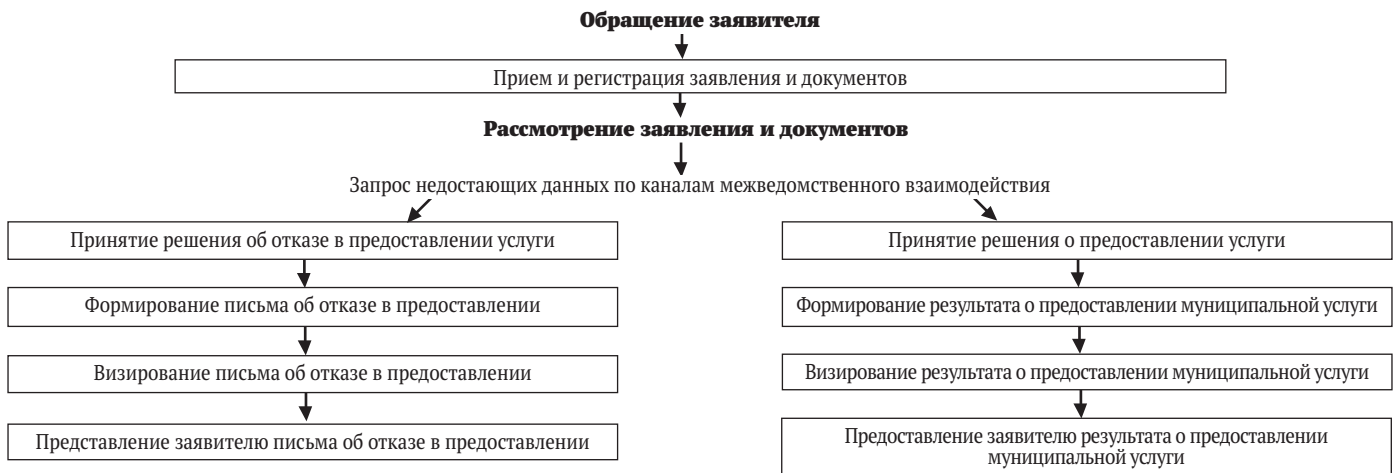 Обращение заявителя
Прием и регистрация заявления и документов
Рассмотрение заявления и документов
Запрос недостающих данных по каналам межведомственного взаимодействия
Принятие решения об отказе в предоставлении услуги
Формирование письма об отказе в предоставлении
Визирование письма об отказе в предоставлении
Представление заявителю письма об отказе в предоставлении
Принятие решения о предоставлении услуги
Формирование результата о предоставлении муниципальной услуги
Визирование результата о предоставлении муниципальной услуги
Предоставление заявителю результата о предоставлении
муниципальной услуги